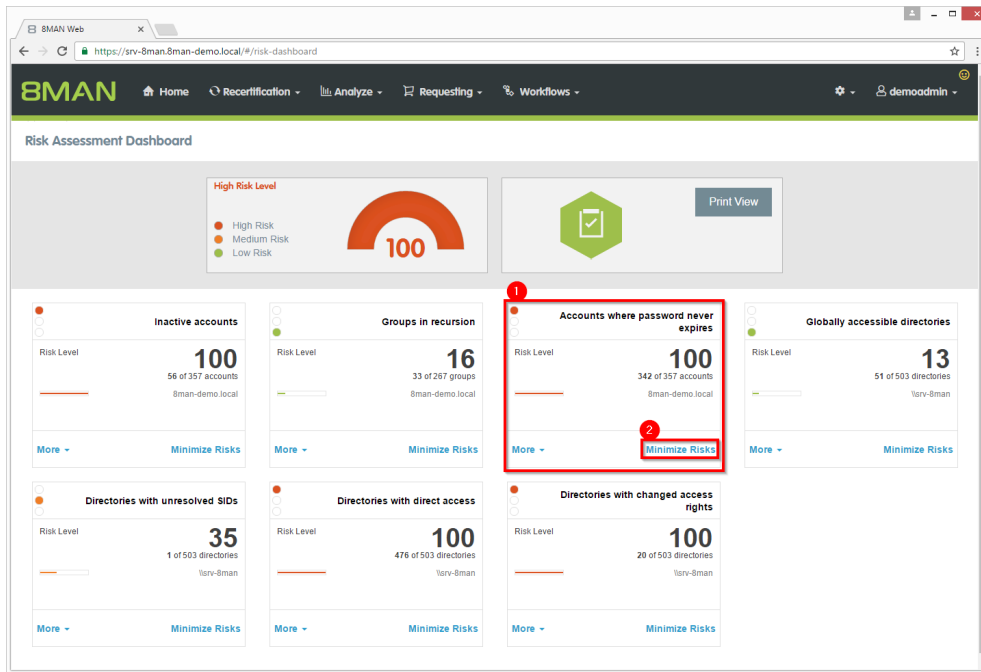 8MAN Web
https://srv-8man.8man-demo.local/#/risk-dashboard
8MAN Home Recertification Analyze Requesting Workflows demoadmin
Risk Assessment Dashboard
High Risk Level
High Risk
Medium Risk
Low Risk
100
Print View
1
Inactive accounts
Risk Level
100
56 of 357 accounts
8man-demo.local
More
Minimize Risks
Groups in recursion
Risk Level
16
33 of 267 groups
8man-demo.local
More
Minimize Risks
Accounts where password never
expires
Risk Level
100
342 of 357 accounts
8man-demo.local
2
More
Minimize Risks
Globally accessible directories
Risk Level
13
51 of 503 directories
\\srv-8man
More
Minimize Risks
Directories with unresolved SIDs
Risk Level
35
1 of 503 directories
\\srv-8man
More
Minimize Risks
Directories with direct access
Risk Level
100
476 of 503 directories
\\srv-8man
More
Minimize Risks
Directories with changed access
rights
Risk Level
100
20 of 503 directories
\\srv-8man
More
Minimize Risks